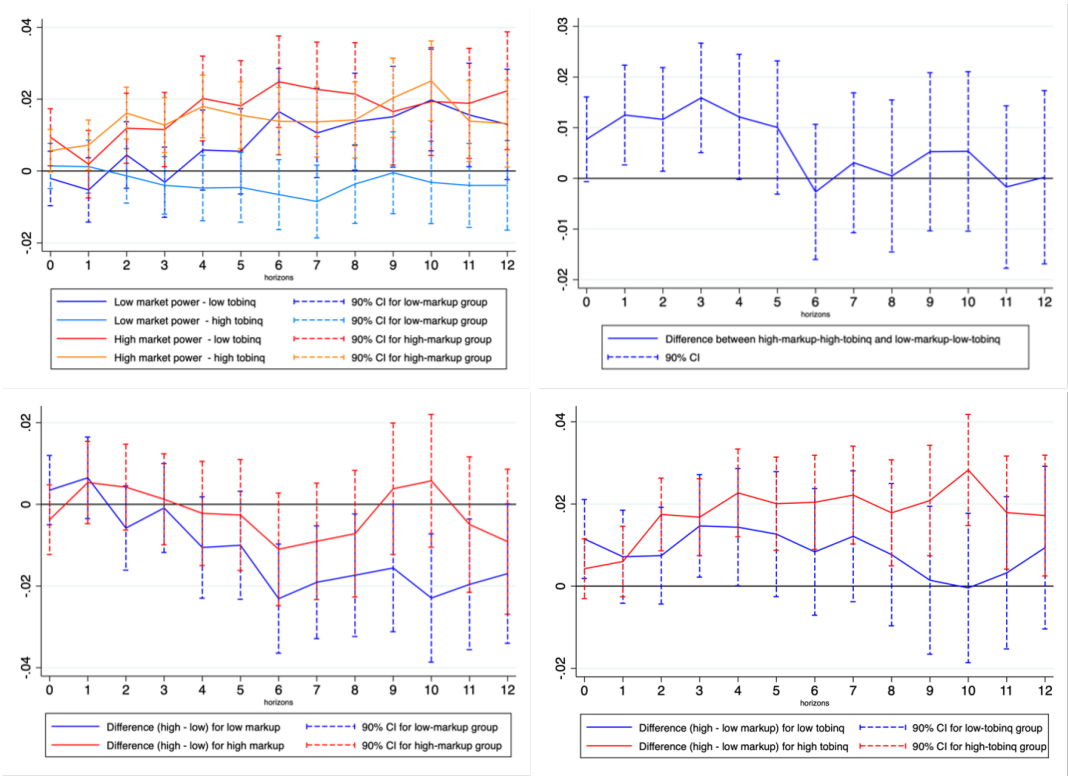 .04
.02
0
-.02
0 1 2 3 4 5 6 7 8 9 10 11 12
horizons
Low market power - low tobinq 90% CI for low-markup group
Low market power - high tobinq 90% CI for low-markup group
High market power - low tobinq 90% CI for high-markup group
High market power - high tobinq 90% CI for high-markup group
.03
.02
.01
0
-.01
-.02
0 1 2 3 4 5 6 7 8 9 10 11 12
horizons
Difference between high-markup-high-tobinq and low-markup-low-tobinq
90% CI
.02
0
-.02
-.04
0 1 2 3 4 5 6 7 8 9 10 11 12
horizons
Difference (high - low) for low markup 90% CI for low-markup group
Difference (high - low) for high markup 90% CI for high-markup group
.04
.02
0
-.02
0 1 2 3 4 5 6 7 8 9 10 11 12
horizons
Difference (high - low markup) for low tobinq 90% CI for low-tobinq group
Difference (high - low markup) for high tobinq 90% CI for high-tobinq group